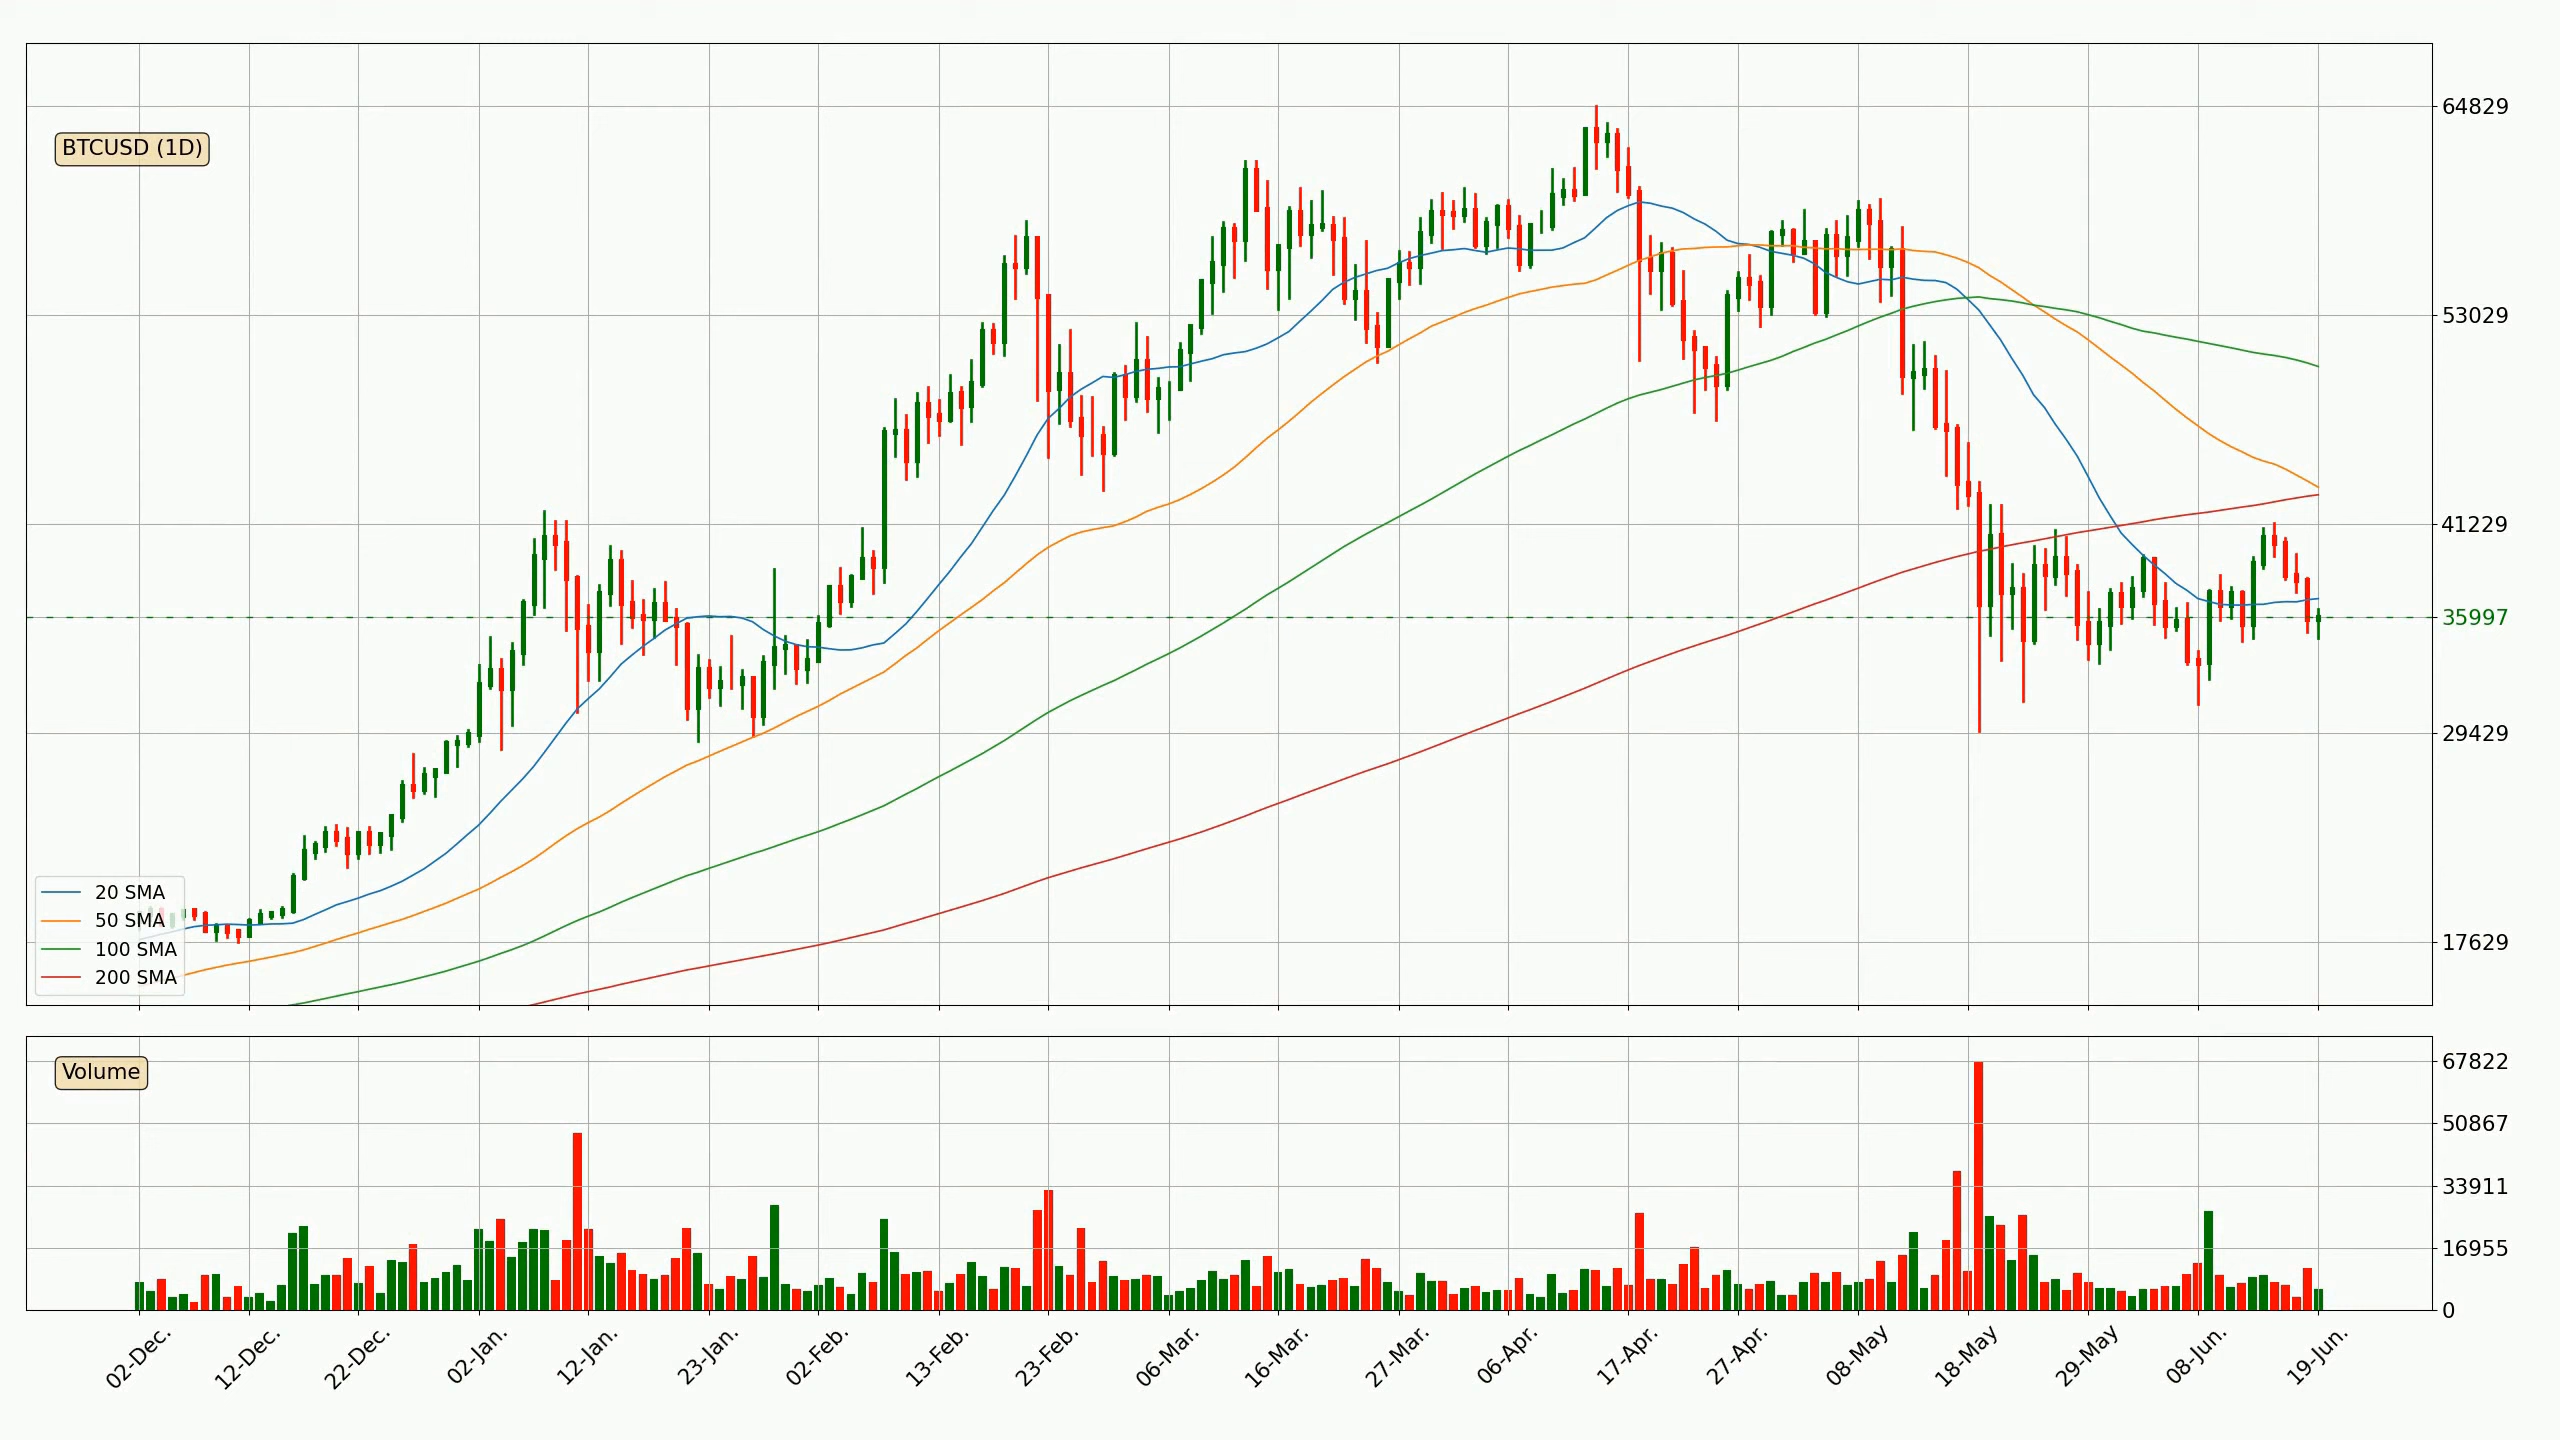 64829
BTCUSD (1D)
53029
41229
35997
29429
20 SMA
50 SMA
17629
100 SMA
200 SMA
67822
Volume
50867
33911
16955
0
02-Dec.
12-Dec.
22-Dec.
02-Jan.
12-Jan.
23-Jan.
02-Feb.
13-Feb.
23-Feb.
06-Mar.
16-Mar.
27-Mar.
06-Apr.
17-Apr.
27-Apr.
08-May
18-May
29-May
08-Jun.
19-Jun.